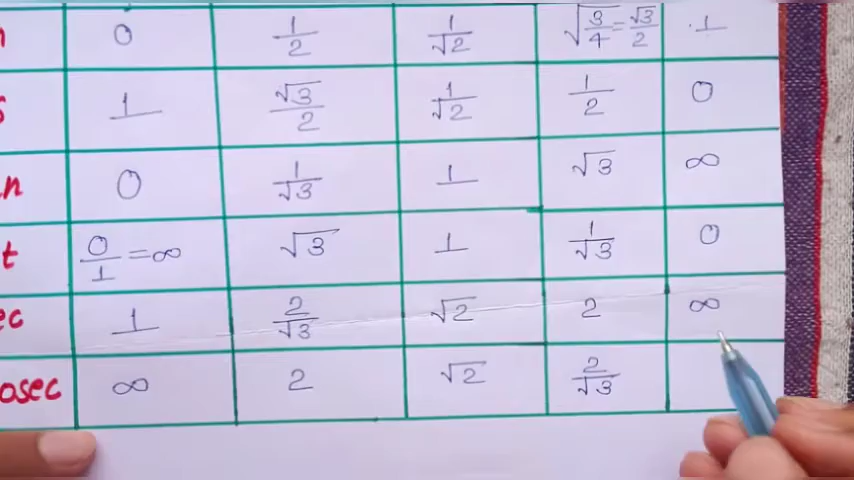 n 0 1/2 1/√2 √3/4 = √3/2 1
s 1 √3/2 1/√2 1/2 0
n 0 1/√3 1 √3 ∞
t 0/1 = ∞ √3 1 1/√3 0
ec 1 2/√3 √2 2 ∞
osec ∞ 2 √2 2/√3